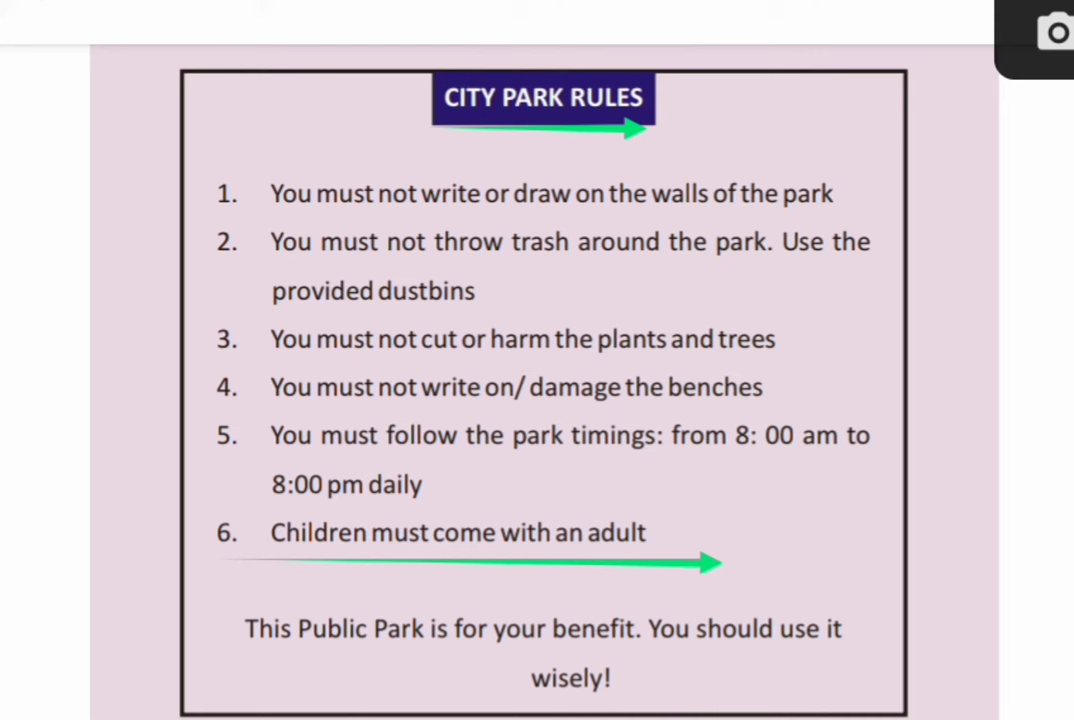 CITY PARK RULES
1. You must not write or draw on the walls of the park
2. You must not throw trash around the park. Use the
provided dustbins
3. You must not cut or harm the plants and trees
4. You must not write on/ damage the benches
5. You must follow the park timings: from 8: 00 am to
8:00 pm daily
6. Children must come with an adult
This Public Park is for your benefit. You should use it
wisely!